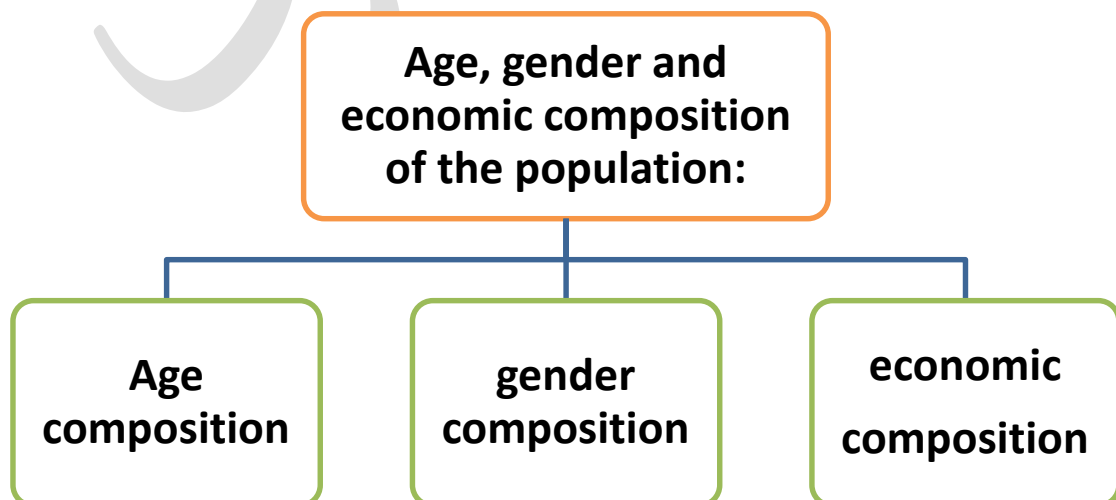 Age, gender and
economic composition
of the population:
Age
composition
gender
composition
economic
composition